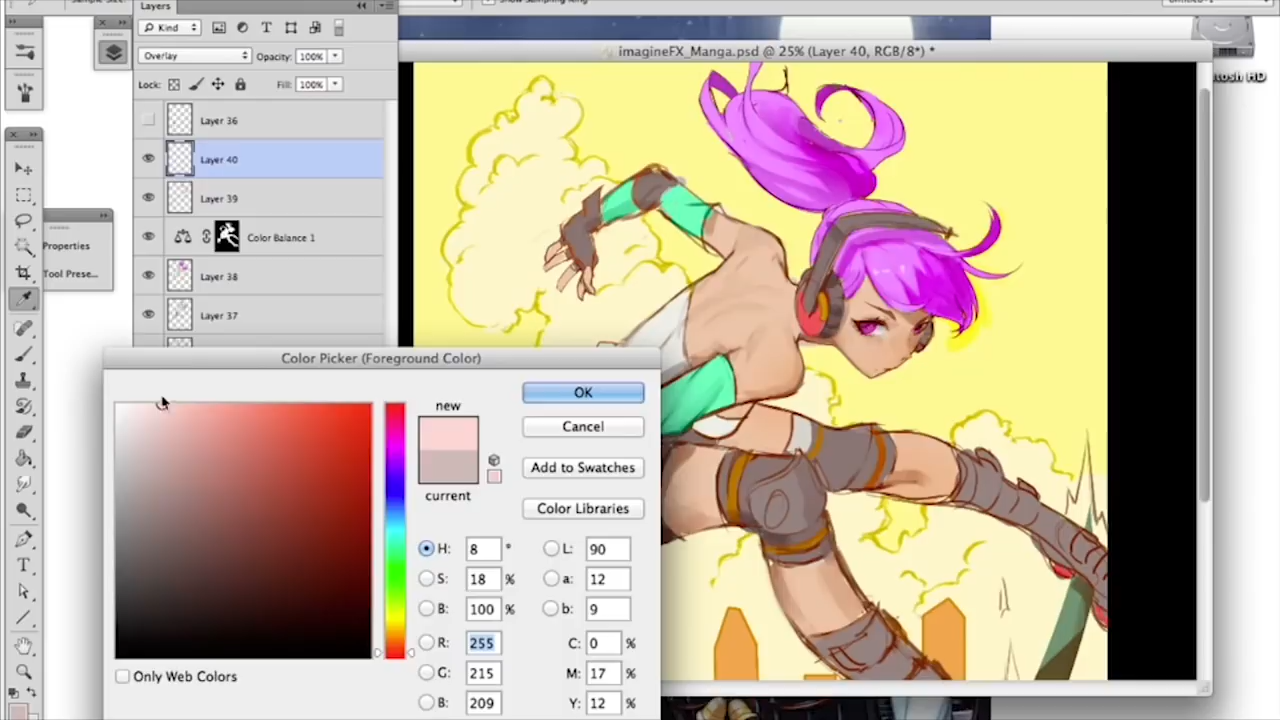 Layers
Kind
Overlay
Opacity: 100%
Lock:
Fill: 100%
Layer 36
Layer 40
Layer 39
Color Balance 1
Layer 38
Layer 37
Properties
Tool Prese...
imagineFX_Manga.psd @ 25% (Layer 40, RGB/8*) *
tosh HD
Color Picker (Foreground Color)
new
current
OK
Cancel
Add to Swatches
Color Libraries
H: 8 °
S: 18 %
B: 100 %
R: 255
G: 215
B: 209
L: 90
a: 12
b: 9
C: 0 %
M: 17 %
Y: 12 %
Only Web Colors